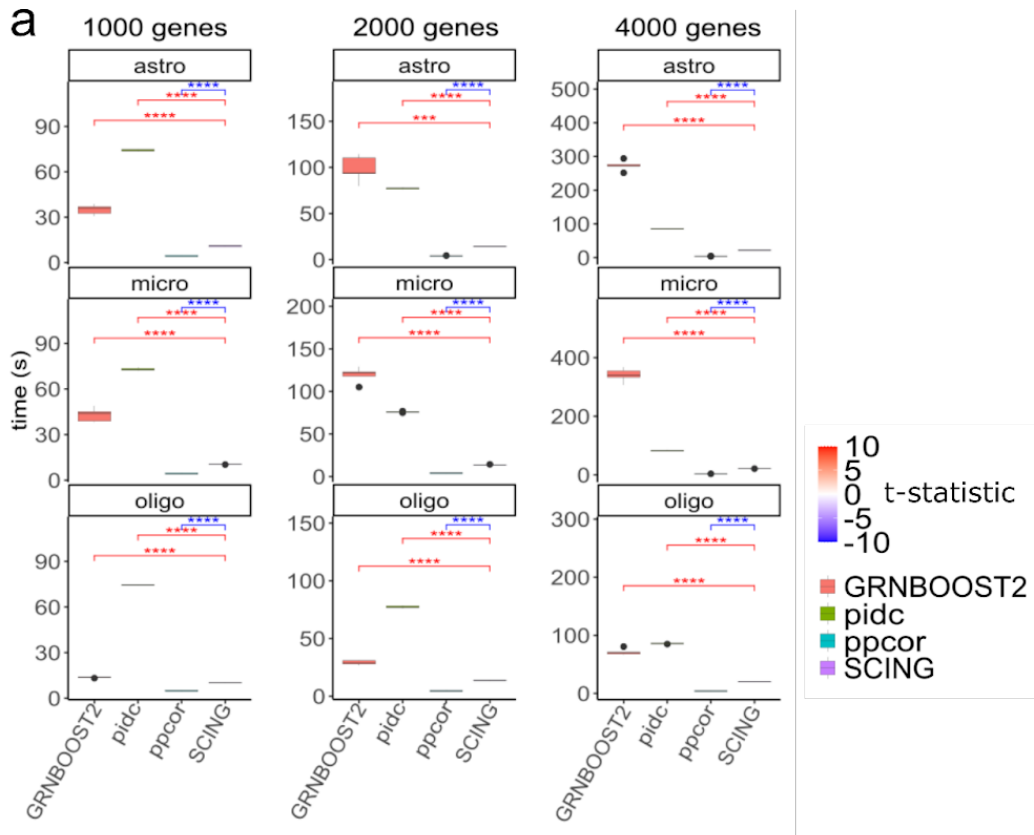 a
1000 genes 2000 genes 4000 genes
astro astro astro
**** **** ****
**** **** ****
**** *** ****
90 150 500
60 100 400
30 50 300
0 0 200
100
0
micro micro micro
**** **** ****
**** **** ****
**** **** ****
90 200 400
60 150 200
30 100 0
0 50
0
oligo oligo oligo
**** **** ****
**** **** ****
**** **** ****
90 150 300
60 100 200
30 50 100
0 0 0
time (s)
GRNBOOST2 pidc ppcor SCING GRNBOOST2 pidc ppcor SCING GRNBOOST2 pidc ppcor SCING
10
5
0
-5
-10
t-statistic
GRNBOOST2
pidc
ppcor
SCING